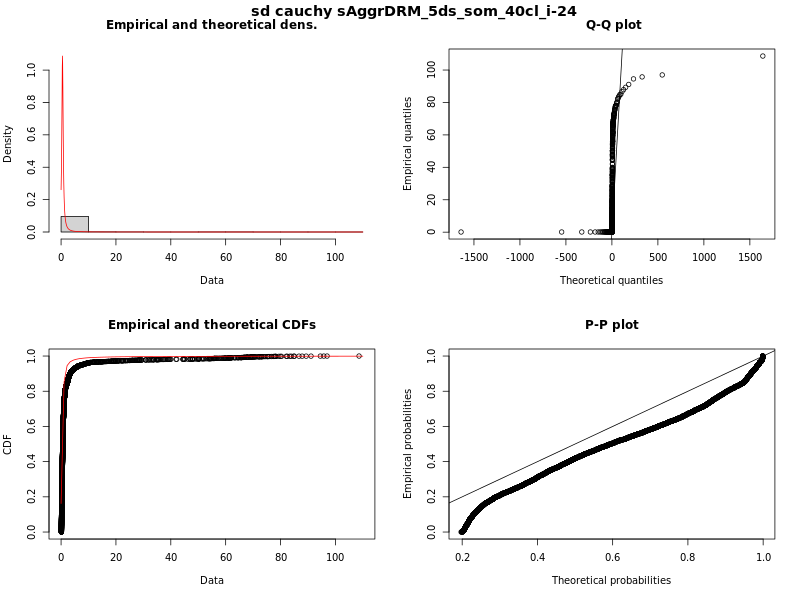 sd cauchy sAggrDRM_5ds_som_40cl_i-24
Empirical and theoretical dens.
Density
0.0 0.2 0.4 0.6 0.8 1.0
0 20 40 60 80 100
Data
Q-Q plot
Empirical quantiles
0 20 40 60 80 100
-1500 -1000 -500 0 500 1000 1500
Theoretical quantiles
Empirical and theoretical CDFs
CDF
0.0 0.2 0.4 0.6 0.8 1.0
0 20 40 60 80 100
Data
P-P plot
Empirical probabilities
0.0 0.2 0.4 0.6 0.8 1.0
0.2 0.4 0.6 0.8 1.0
Theoretical probabilities